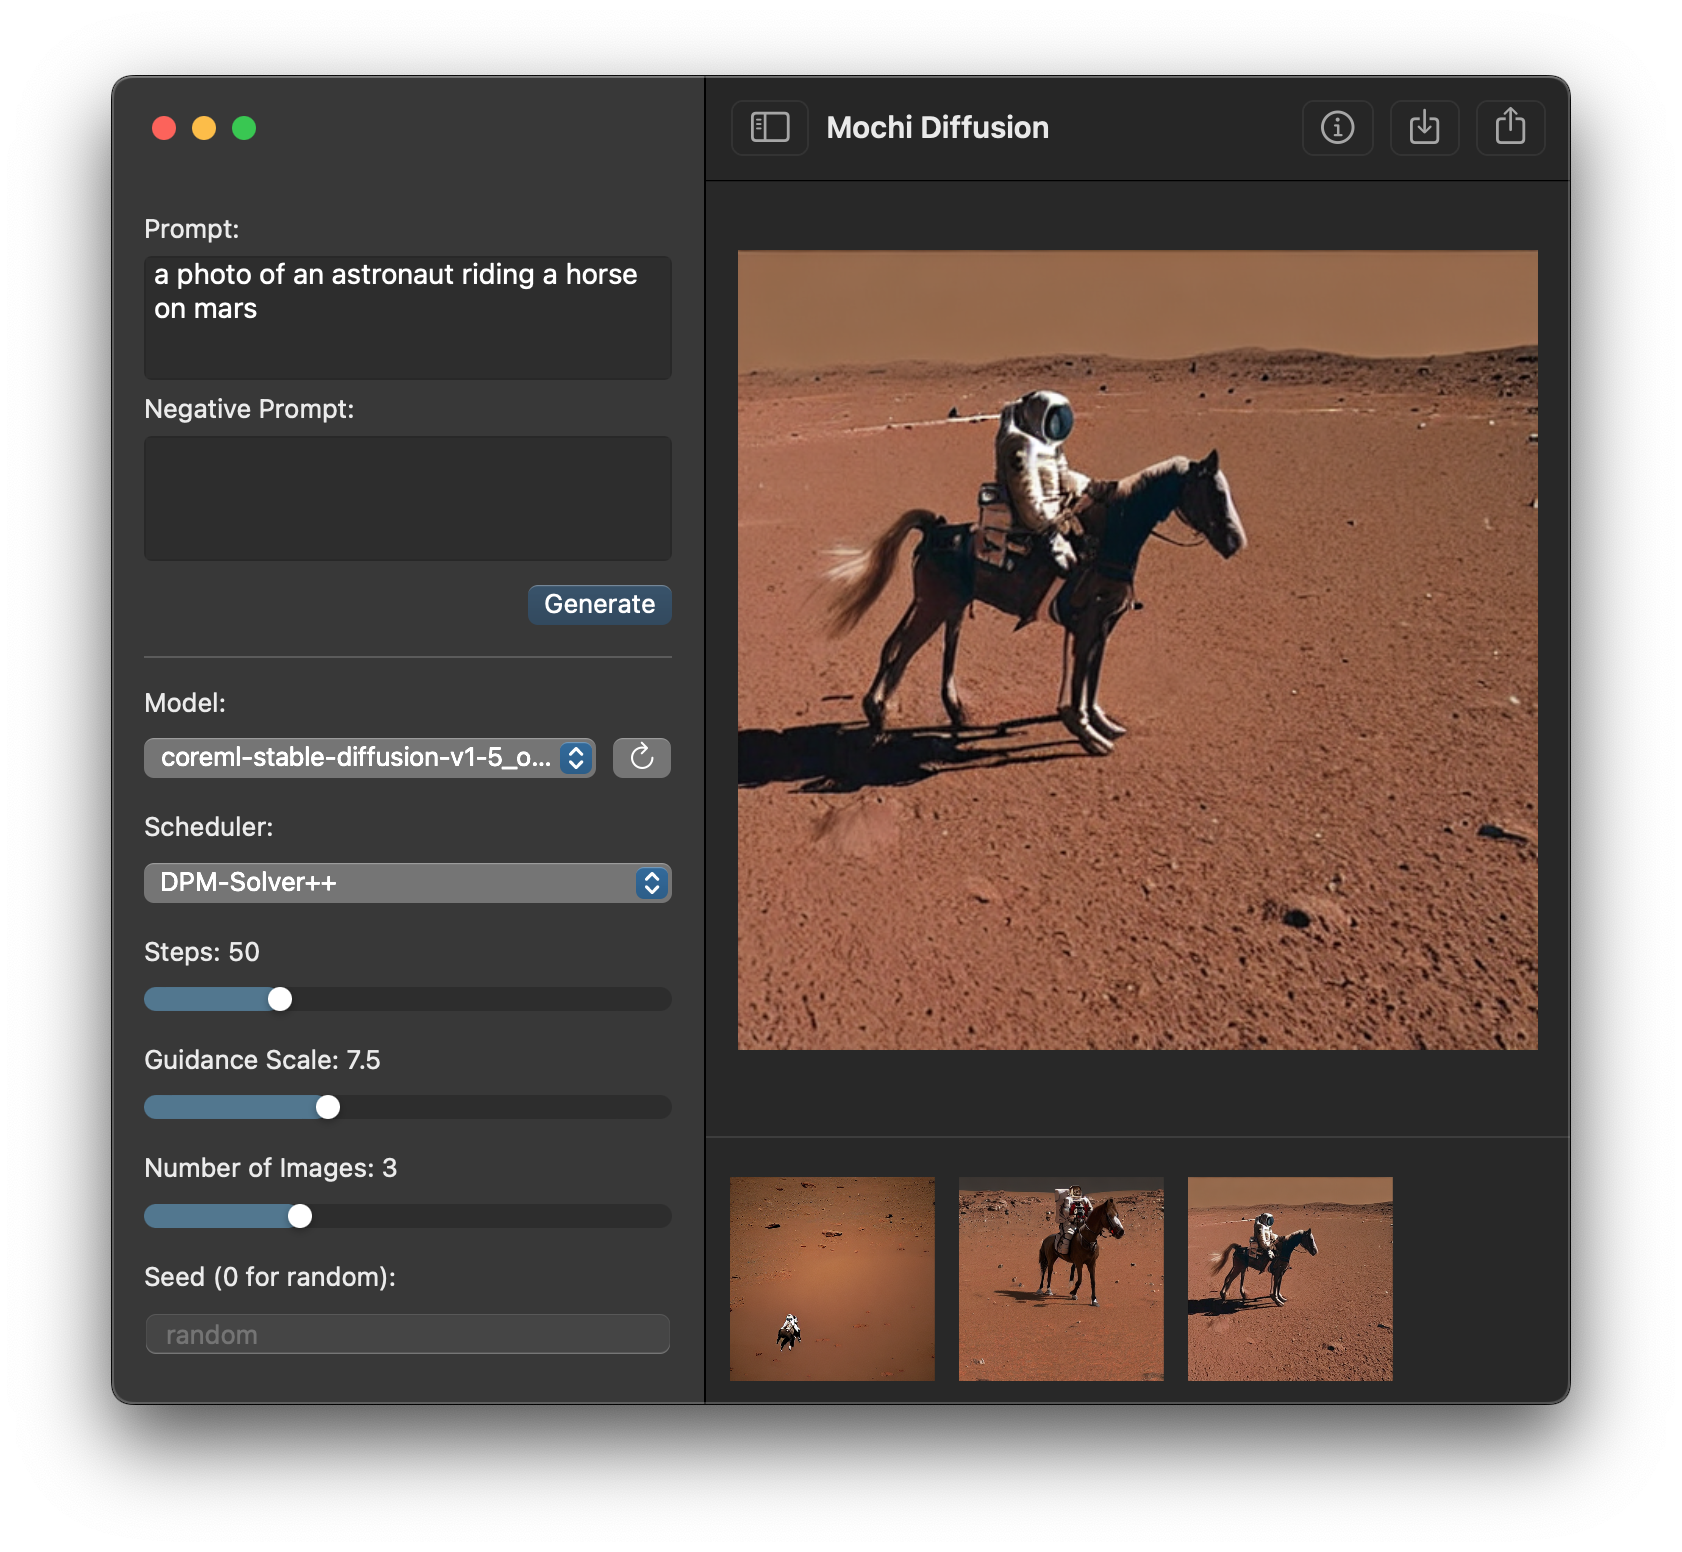 Mochi Diffusion
Prompt:
a photo of an astronaut riding a horse
on mars
Negative Prompt:
Generate
Model:
coreml-stable-diffusion-v1-5_o...
Scheduler:
DPM-Solver++
Steps: 50
Guidance Scale: 7.5
Number of Images: 3
Seed (0 for random):
random